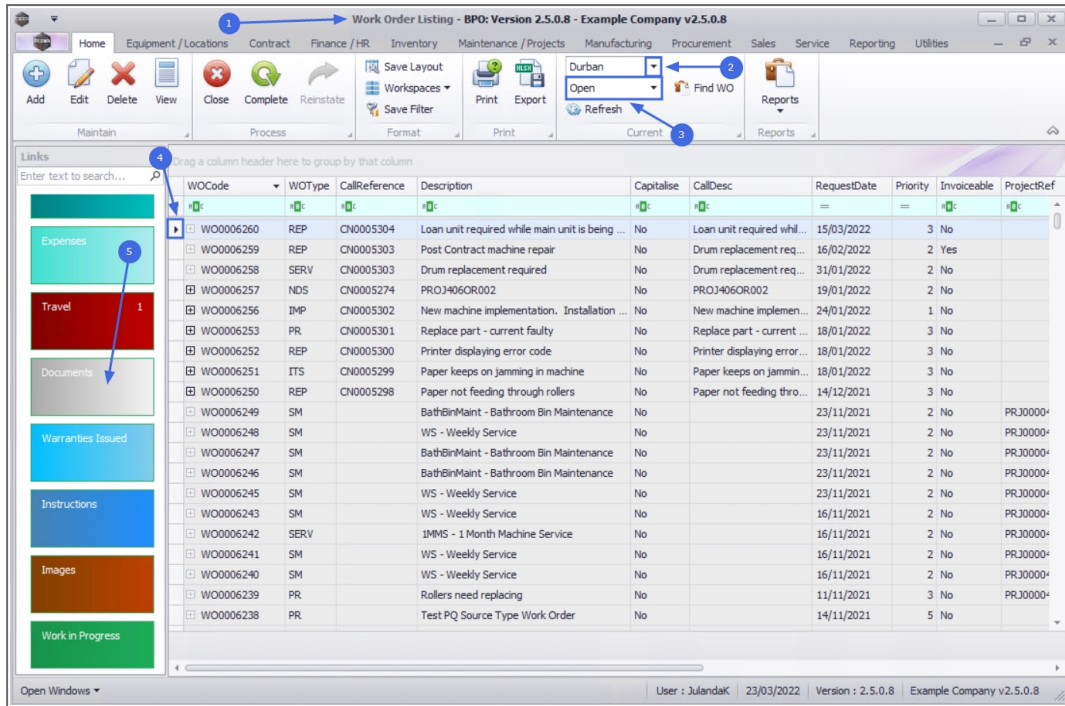 Work Order Listing - BPO: Version 2.5.0.8 - Example Company v2.5.0.8
1
Home Equipment / Locations Contract Finance / HR Inventory Maintenance / Projects Manufacturing Procurement Sales Service Reporting Utilities
Add Edit Delete View
Close Complete Reinstate
Save Layout
Workspaces
Save Filter
Print Export
Durban
Open
Refresh
Find WO
Reports
2
3
Maintain Process Format Print Current Reports
Links
Enter text to search...
4
Expenses
5
Travel 1
Documents
Warranties Issued
Instructions
Images
Work in Progress
Drag a column header here to group by that column
WOCode WOType CallReference Description Capitalise CallDesc RequestDate Priority Invoiceable ProjectRef
WO0006260 REP CN0005304 Loan unit required while main unit is being ... No Loan unit required whil... 15/03/2022 3 No
WO0006259 REP CN0005303 Post Contract machine repair No Drum replacement req... 16/02/2022 2 Yes
WO0006258 SERV CN0005303 Drum replacement required No Drum replacement req... 31/01/2022 2 No
WO0006257 NDS CN0005274 PROJ406OR002 No PROJ406OR002 19/01/2022 2 No
WO0006256 IMP CN0005302 New machine implementation. Installation ... No New machine implemen... 24/01/2022 1 No
WO0006253 PR CN0005301 Replace part - current faulty No Replace part - current ... 18/01/2022 3 No
WO0006252 REP CN0005300 Printer displaying error code No Printer displaying error... 18/01/2022 3 No
WO0006251 ITS CN0005299 Paper keeps on jamming in machine No Paper keeps on jammin... 18/01/2022 3 No
WO0006250 REP CN0005298 Paper not feeding through rollers No Paper not feeding thro... 14/12/2021 3 No
WO0006249 SM BathBinMaint - Bathroom Bin Maintenance No 23/11/2021 2 No PRJ00004
WO0006248 SM WS - Weekly Service No 23/11/2021 2 No PRJ00004
WO0006247 SM BathBinMaint - Bathroom Bin Maintenance No 23/11/2021 2 No PRJ00004
WO0006246 SM BathBinMaint - Bathroom Bin Maintenance No 23/11/2021 2 No PRJ00004
WO0006245 SM WS - Weekly Service No 23/11/2021 2 No PRJ00004
WO0006243 SM WS - Weekly Service No 16/11/2021 2 No PRJ00004
WO0006242 SERV 1MMS - 1 Month Machine Service No 16/11/2021 2 No PRJ00004
WO0006241 SM WS - Weekly Service No 16/11/2021 2 No PRJ00004
WO0006240 SM WS - Weekly Service No 16/11/2021 2 No PRJ00004
WO0006239 PR Rollers need replacing No 11/11/2021 3 No PRJ00004
WO0006238 PR Test PQ Source Type Work Order No 14/11/2021 5 No
Open Windows
User : JulandaK 23/03/2022 Version : 2.5.0.8 Example Company v2.5.0.8